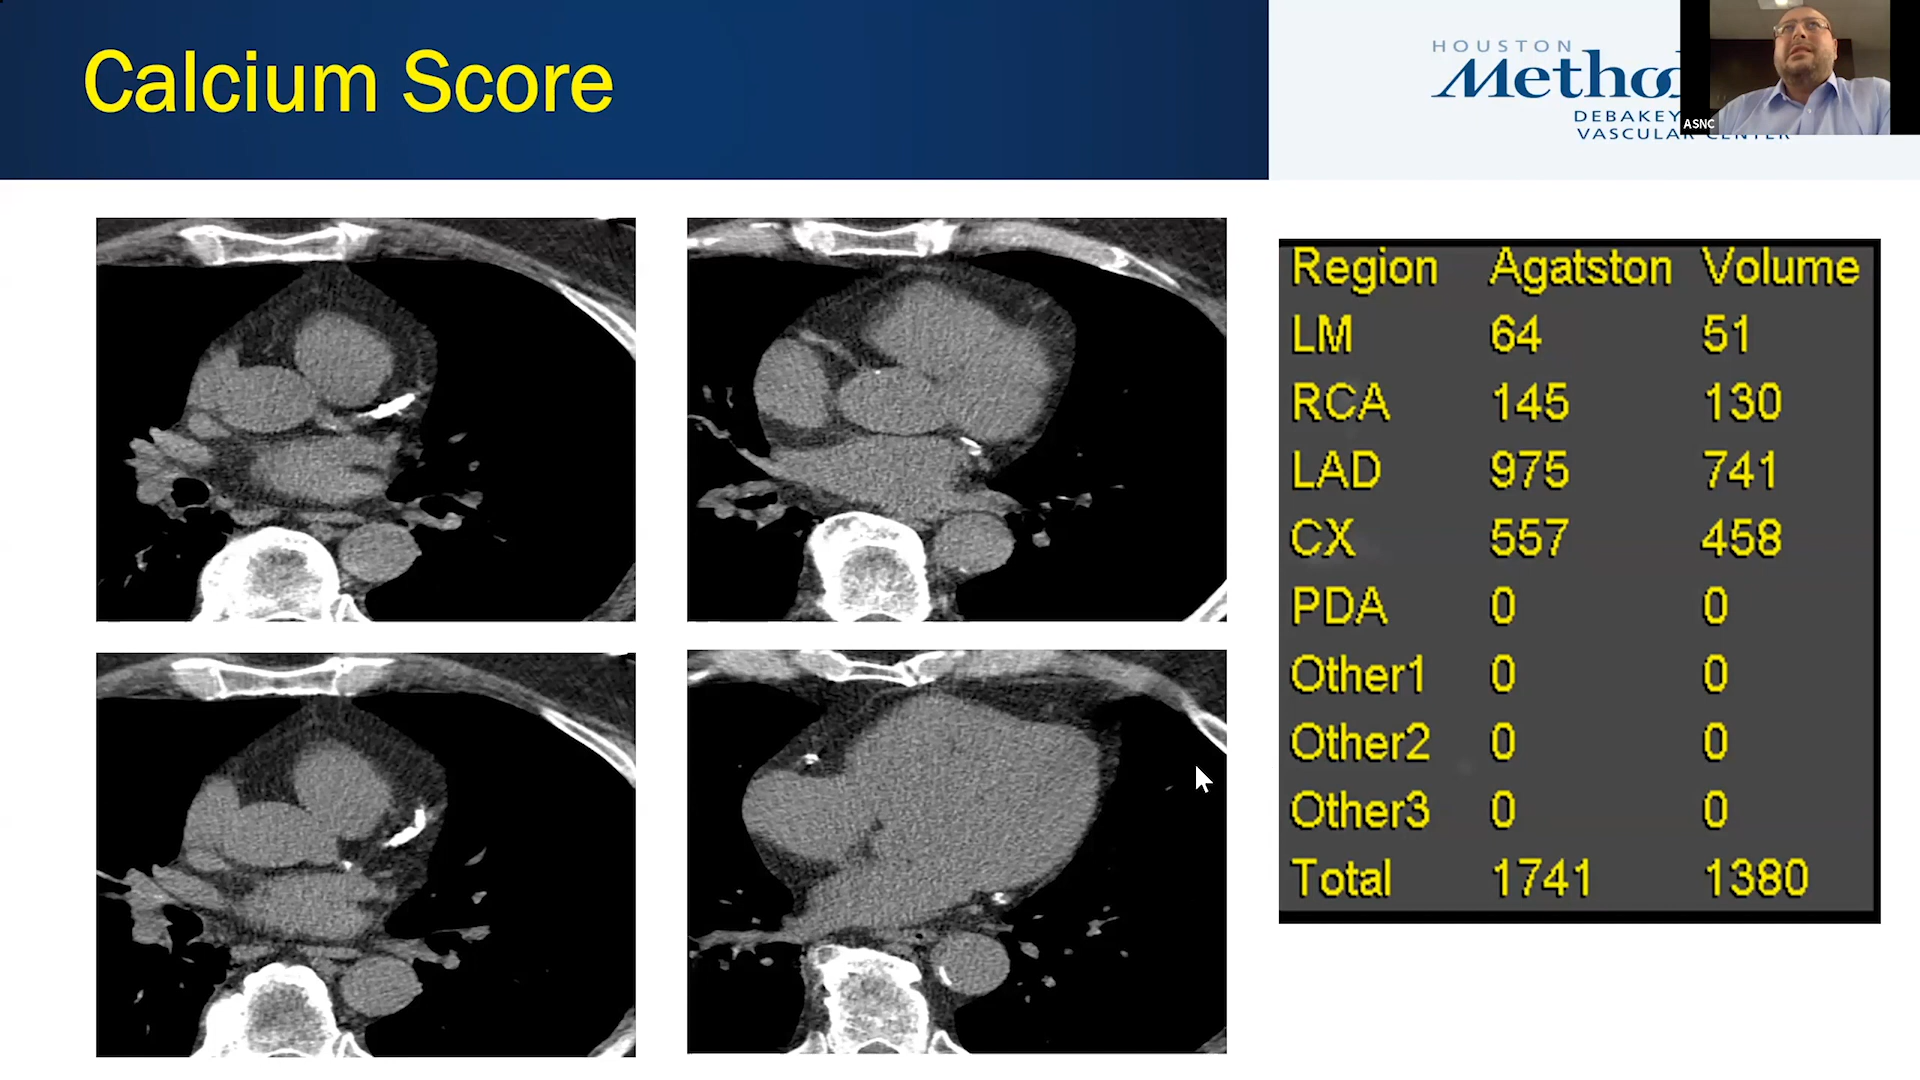 Calcium Score
HOUSTON
Methodi
DEBAKEY
VASCULAR CENTER
ASNC
Region Agatston Volume
LM 64 51
RCA 145 130
LAD 975 741
CX 557 458
PDA 0 0
Other1 0 0
Other2 0 0
Other3 0 0
Total 1741 1380